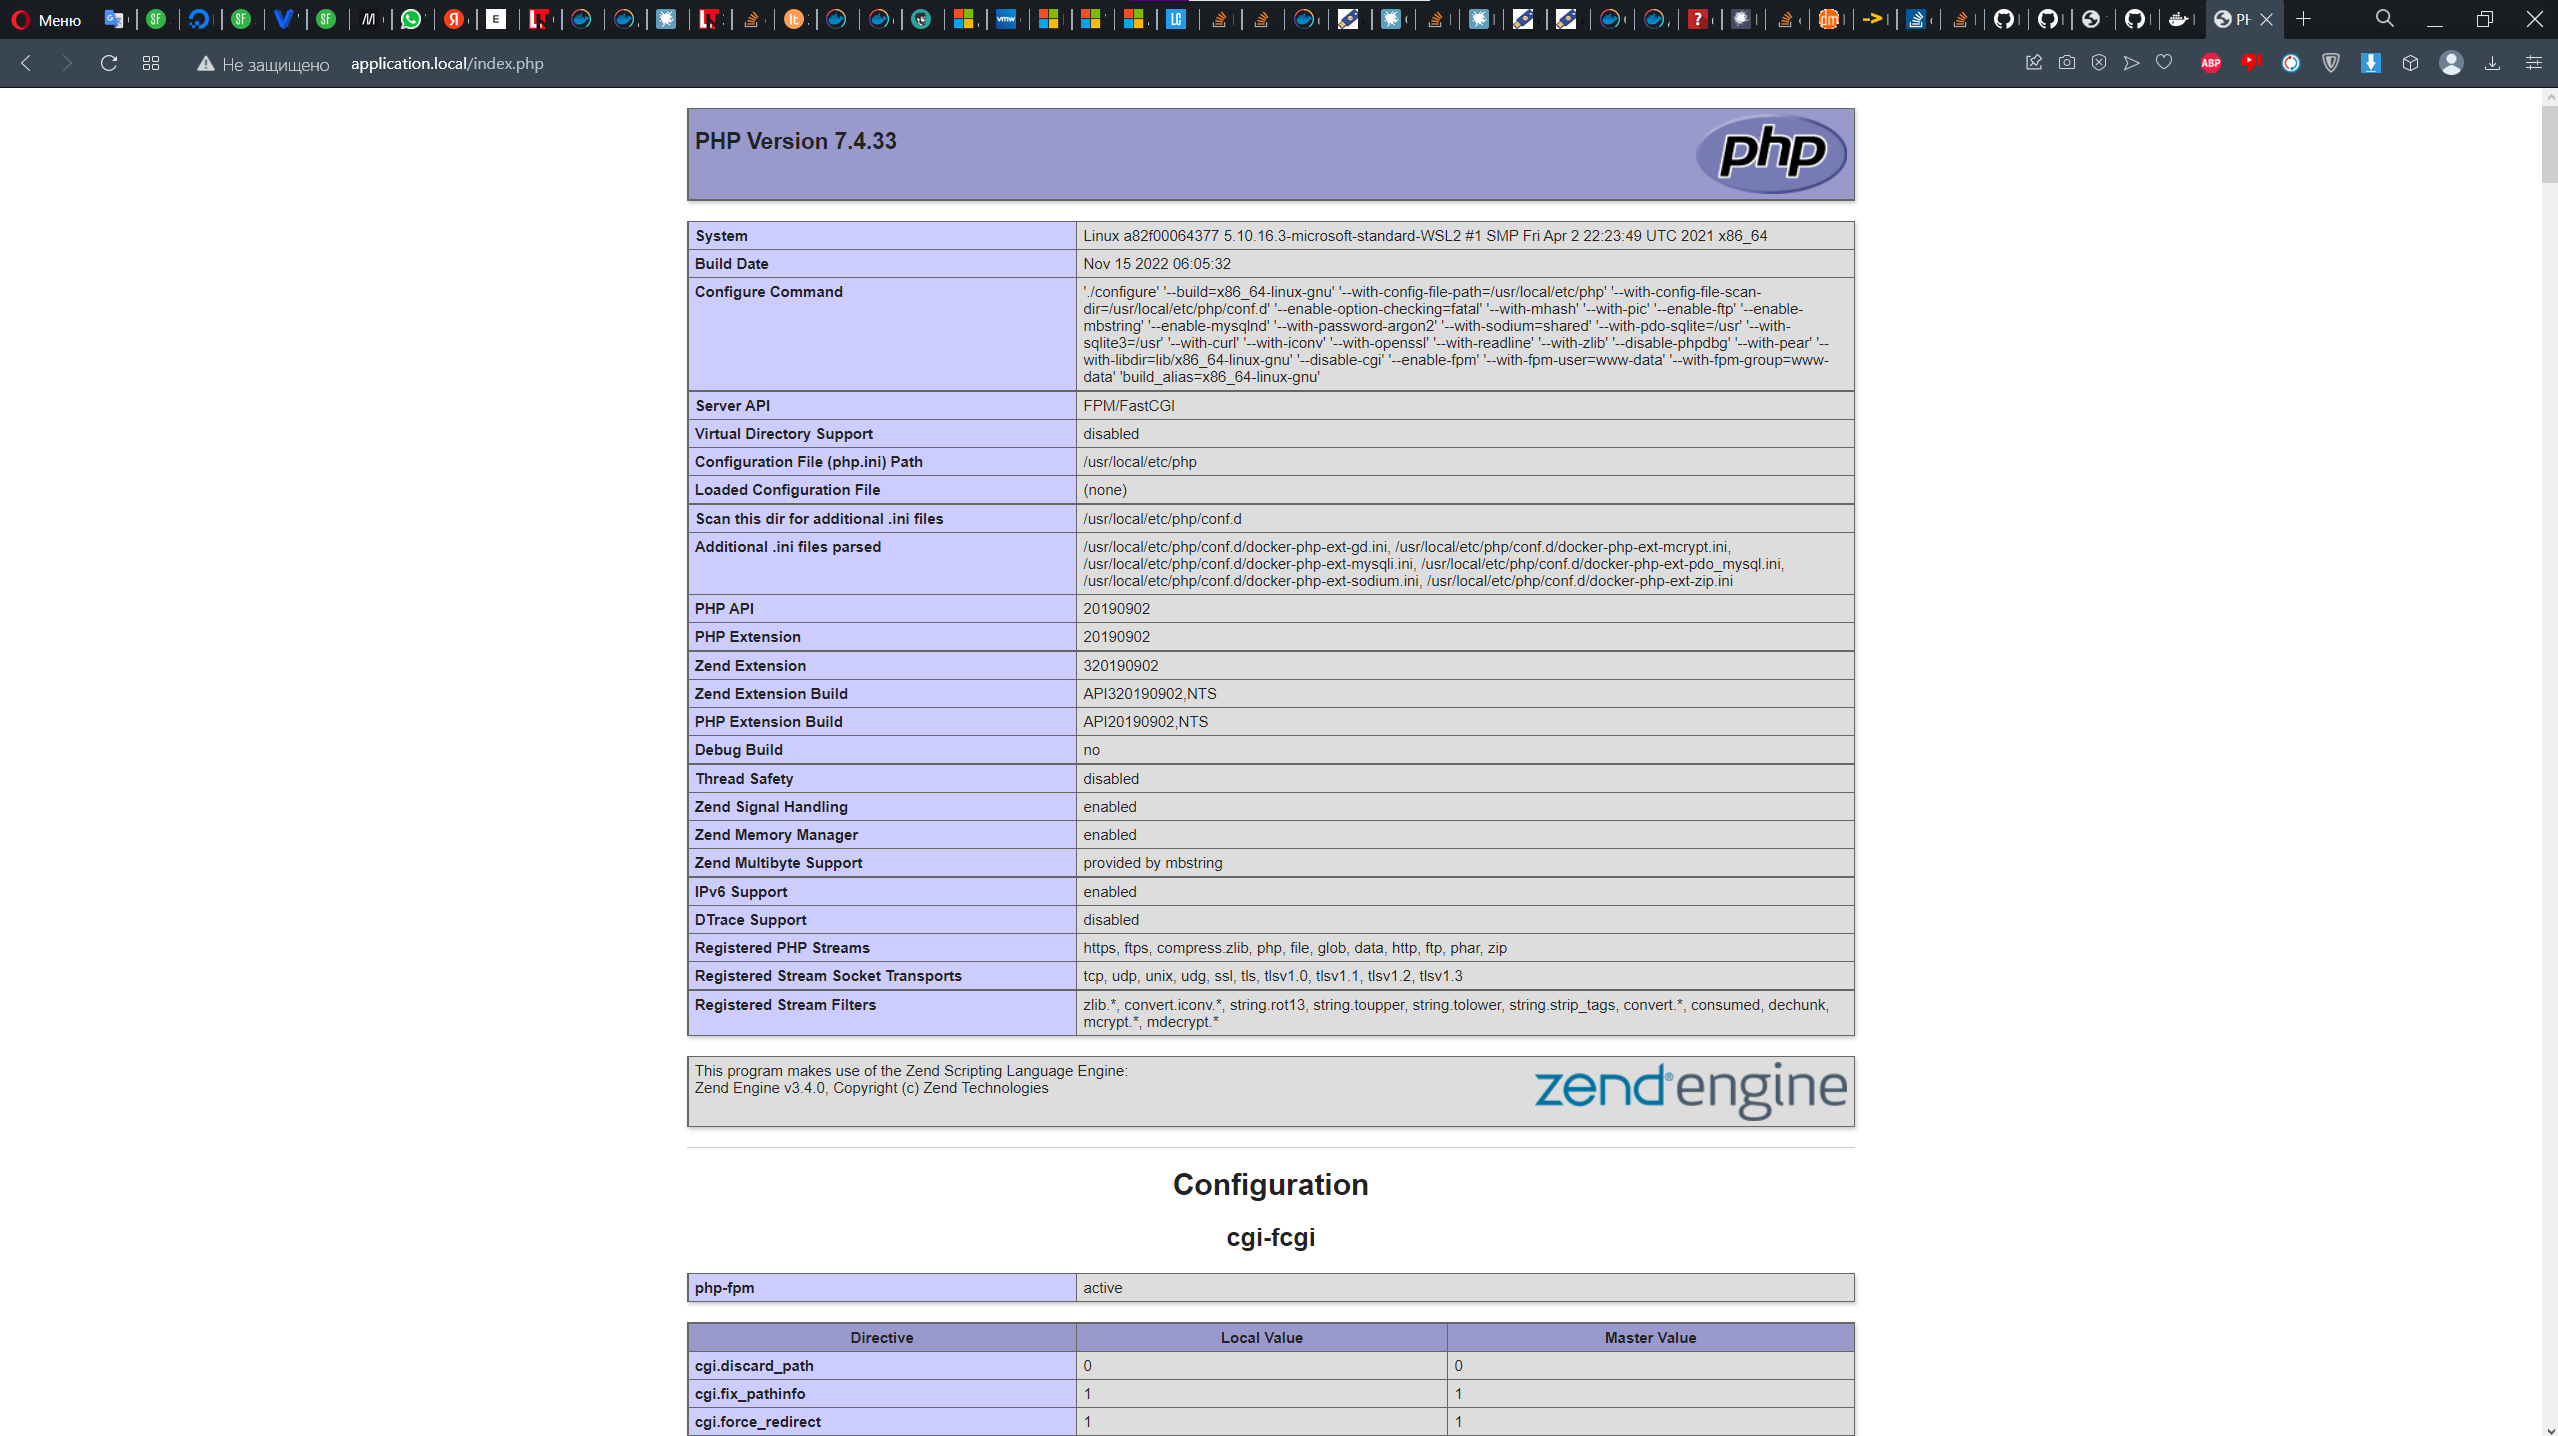 Меню
Не защищено application.local/index.php
PHP Version 7.4.33
php
System Linux a82f00064377 5.10.16.3-microsoft-standard-WSL2 #1 SMP Fri Apr 2 22:23:49 UTC 2021 x86_64
Build Date Nov 15 2022 06:05:32
Configure Command './configure' '--build=x86_64-linux-gnu' '--with-config-file-path=/usr/local/etc/php' '--with-config-file-scan-
dir=/usr/local/etc/php/conf.d' '--enable-option-checking=fatal' '--with-mhash' '--with-pic' '--enable-ftp' '--enable-
mbstring' '--enable-mysqlnd' '--with-password-argon2' '--with-sodium=shared' '--with-pdo-sqlite=/usr' '--with-
sqlite3=/usr' '--with-curl' '--with-iconv' '--with-openssl' '--with-readline' '--with-zlib' '--disable-phpdbg' '--with-pear' '--
with-libdir=lib/x86_64-linux-gnu' '--disable-cgi' '--enable-fpm' '--with-fpm-user=www-data' '--with-fpm-group=www-
data' 'build_alias=x86_64-linux-gnu'
Server API FPM/FastCGI
Virtual Directory Support disabled
Configuration File (php.ini) Path /usr/local/etc/php
Loaded Configuration File (none)
Scan this dir for additional .ini files /usr/local/etc/php/conf.d
Additional .ini files parsed /usr/local/etc/php/conf.d/docker-php-ext-gd.ini, /usr/local/etc/php/conf.d/docker-php-ext-mcrypt.ini,
/usr/local/etc/php/conf.d/docker-php-ext-mysqli.ini, /usr/local/etc/php/conf.d/docker-php-ext-pdo_mysql.ini,
/usr/local/etc/php/conf.d/docker-php-ext-sodium.ini, /usr/local/etc/php/conf.d/docker-php-ext-zip.ini
PHP API 20190902
PHP Extension 20190902
Zend Extension 320190902
Zend Extension Build API320190902,NTS
PHP Extension Build API20190902,NTS
Debug Build no
Thread Safety disabled
Zend Signal Handling enabled
Zend Memory Manager enabled
Zend Multibyte Support provided by mbstring
IPv6 Support enabled
DTrace Support disabled
Registered PHP Streams https, ftps, compress.zlib, php, file, glob, data, http, ftp, phar, zip
Registered Stream Socket Transports tcp, udp, unix, udg, ssl, tls, tlsv1.0, tlsv1.1, tlsv1.2, tlsv1.3
Registered Stream Filters zlib.*, convert.iconv.*, string.rot13, string.toupper, string.tolower, string.strip_tags, convert.*, consumed, dechunk,
mcrypt.*, mdecrypt.*
This program makes use of the Zend Scripting Language Engine:
Zend Engine v3.4.0, Copyright (c) Zend Technologies
zend® engine
Configuration
cgi-fcgi
php-fpm active
Directive Local Value Master Value
cgi.discard_path 0 0
cgi.fix_pathinfo 1 1
cgi.force_redirect 1 1